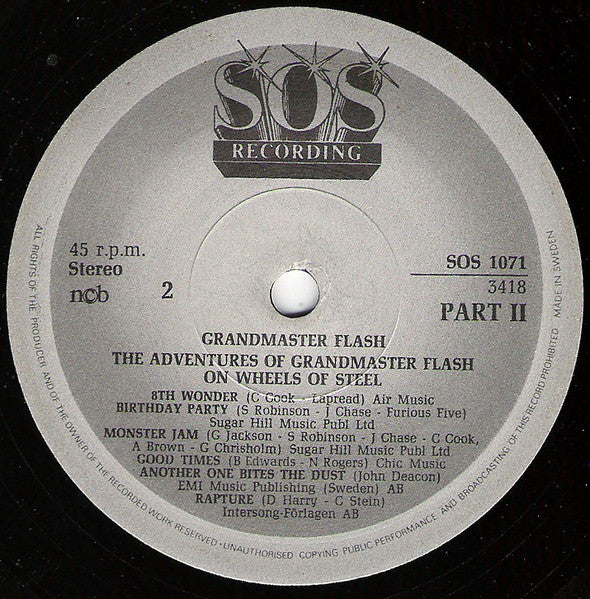 SOS
RECORDING
45 r.p.m.
Stereo
ncb
2
SOS 1071
3418
PART II
GRANDMASTER FLASH
THE ADVENTURES OF GRANDMASTER FLASH
ON WHEELS OF STEEL
8TH WONDER (C Cook - Lapread) Air Music
BIRTHDAY PARTY (S Robinson - J Chase - Furious Five)
Sugar Hill Music Publ Ltd
MONSTER JAM (G Jackson - S Robinson - J Chase - C Cook,
A Brown - G Chrisholm) Sugar Hill Music Publ Ltd
GOOD TIMES (B Edwards - N Rogers) Chic Music
ANOTHER ONE BITES THE DUST (John Deacon)
EMI Music Publishing (Sweden) AB
RAPTURE (D Harry - C Stein)
Intersong-Förlagen AB
ALL RIGHTS OF THE PRODUCER AND OF THE OWNER OF THE RECORDED WORK RESERVED · UNAUTHORISED COPYING PUBLIC PERFORMANCE AND BROADCASTING OF THIS RECORD PROHIBITED MADE IN SWEDEN